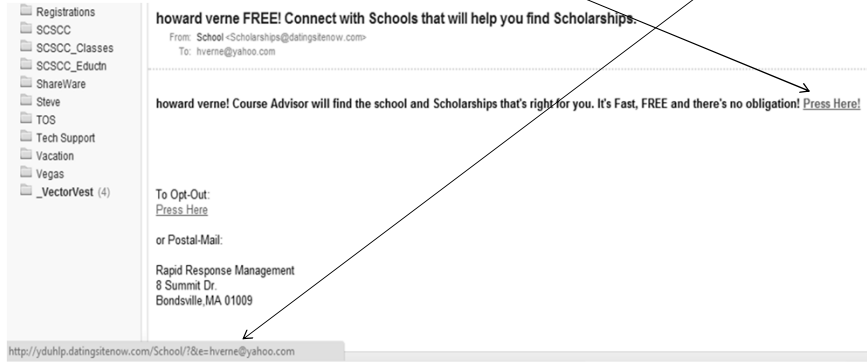 Registrations
SCSCC
SCSCC_Classes
SCSCC_Eductn
ShareWare
Steve
TOS
Tech Support
Vacation
Vegas
_VectorVest (4)
howard verne FREE! Connect with Schools that will help you find Scholarships.
From: School <Scholarships@datingsitenow.com>
To: hverne@yahoo.com
howard verne! Course Advisor will find the school and Scholarships that's right for you. It's Fast, FREE and there's no obligation! Press Here!
To Opt-Out:
Press Here
or Postal-Mail:
Rapid Response Management
8 Summit Dr.
Bondsville,MA 01009
http://yduhlp.datingsitenow.com/School/?&e=hverne@yahoo.com